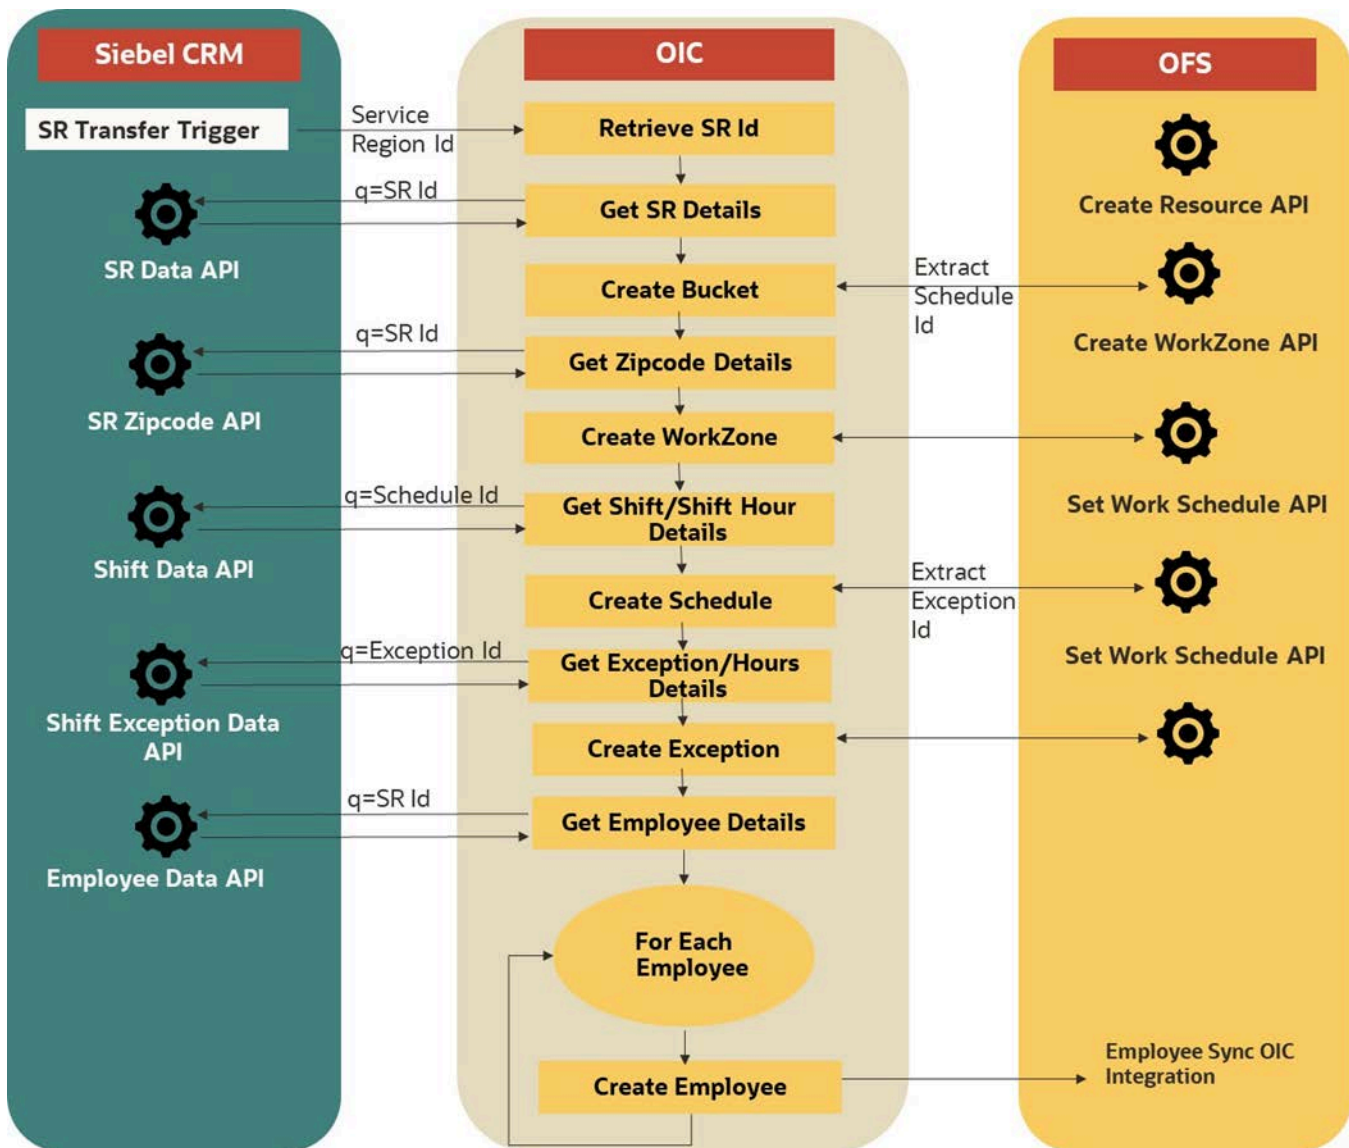 Siebel CRM
OIC
OFS
SR Transfer Trigger
Service
Region Id
Retrieve SR Id
q=SR Id
Get SR Details
SR Data API
Create Resource API
Create Bucket
Extract
Schedule
Id
q=SR Id
Get Zipcode Details
Create WorkZone API
SR Zipcode API
Create WorkZone
q=Schedule Id
Get Shift/Shift Hour
Details
Set Work Schedule API
Shift Data API
Create Schedule
Extract
Exception
Id
q=Exception Id
Get Exception/Hours
Details
Set Work Schedule API
Shift Exception Data
API
Create Exception
q=SR Id
Get Employee Details
Employee Data API
For Each
Employee
Create Employee
Employee Sync OIC
Integration